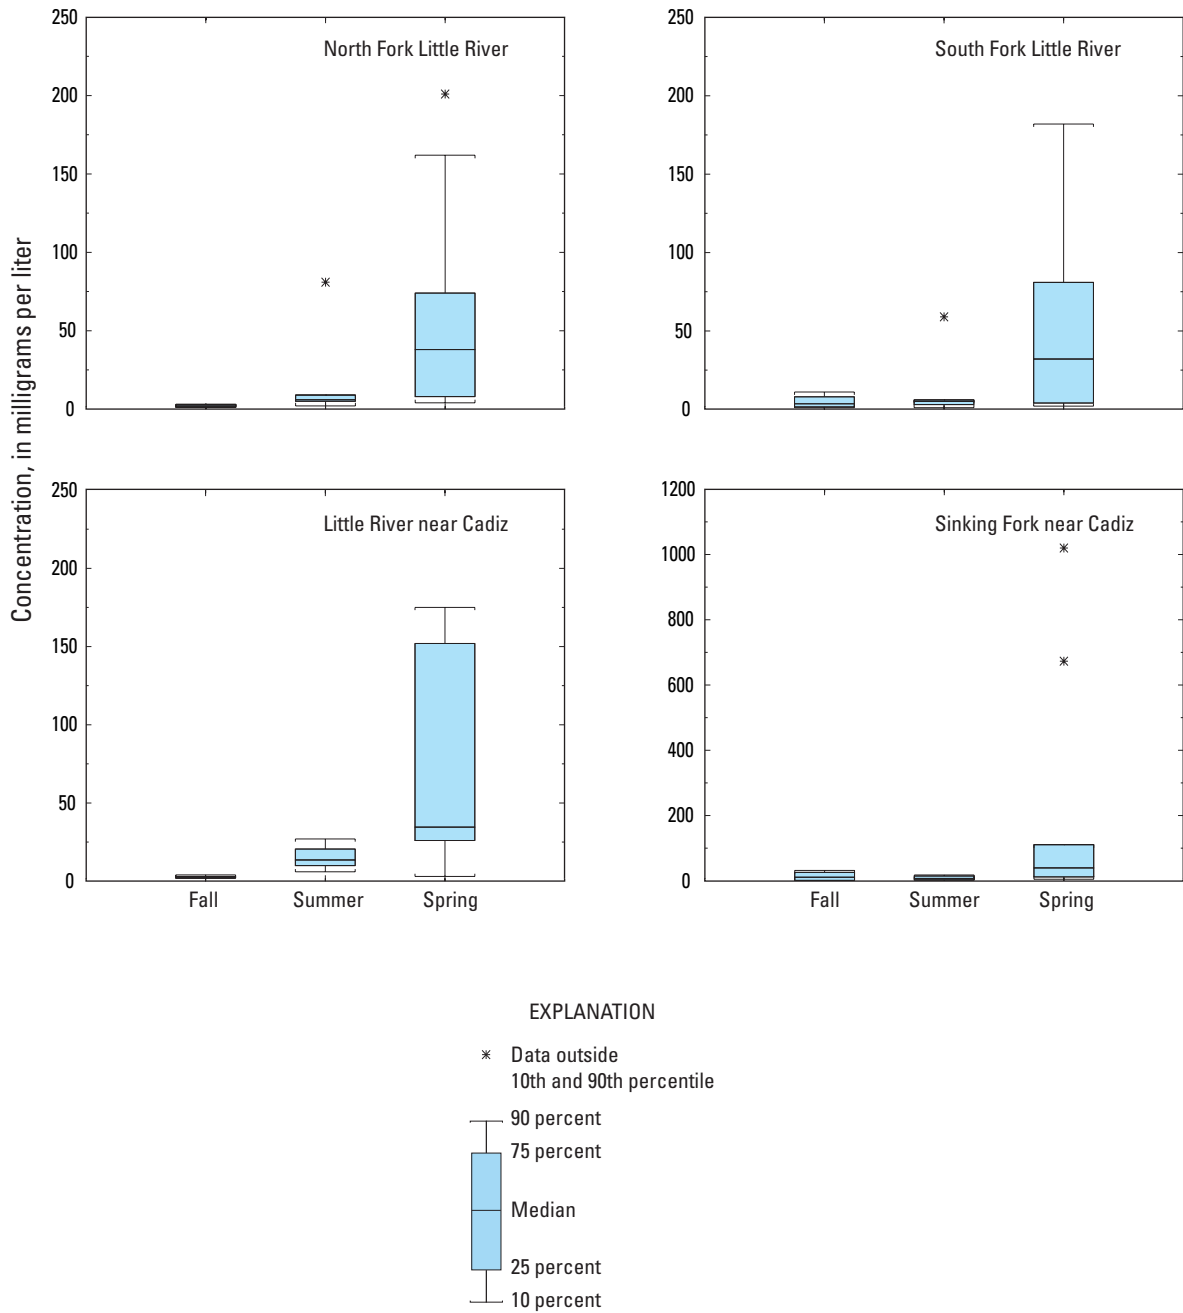 North Fork Little River
250
200
150
100
50
0
South Fork Little River
250
200
150
100
50
0
Concentration, in milligrams per liter
Little River near Cadiz
250
200
150
100
50
0
Fall Summer Spring
Sinking Fork near Cadiz
1200
1000
800
600
400
200
0
Fall Summer Spring
EXPLANATION
* Data outside
10th and 90th percentile
90 percent
75 percent
Median
25 percent
10 percent